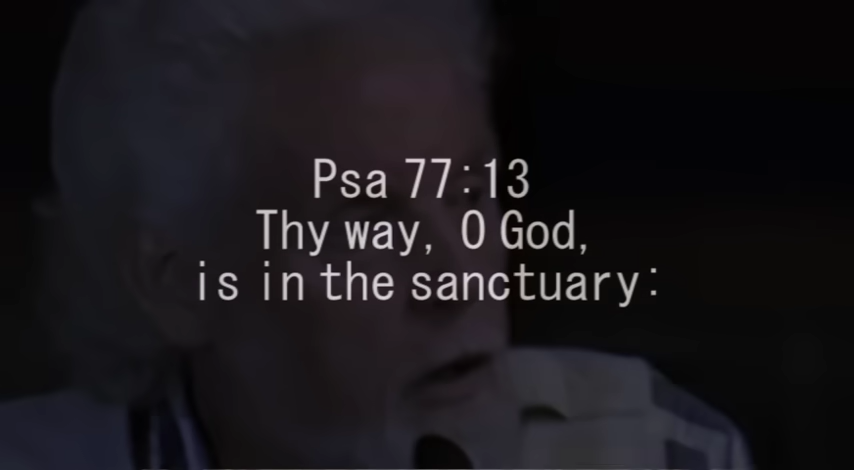 Psa 77:13
Thy way, O God,
is in the sanctuary: